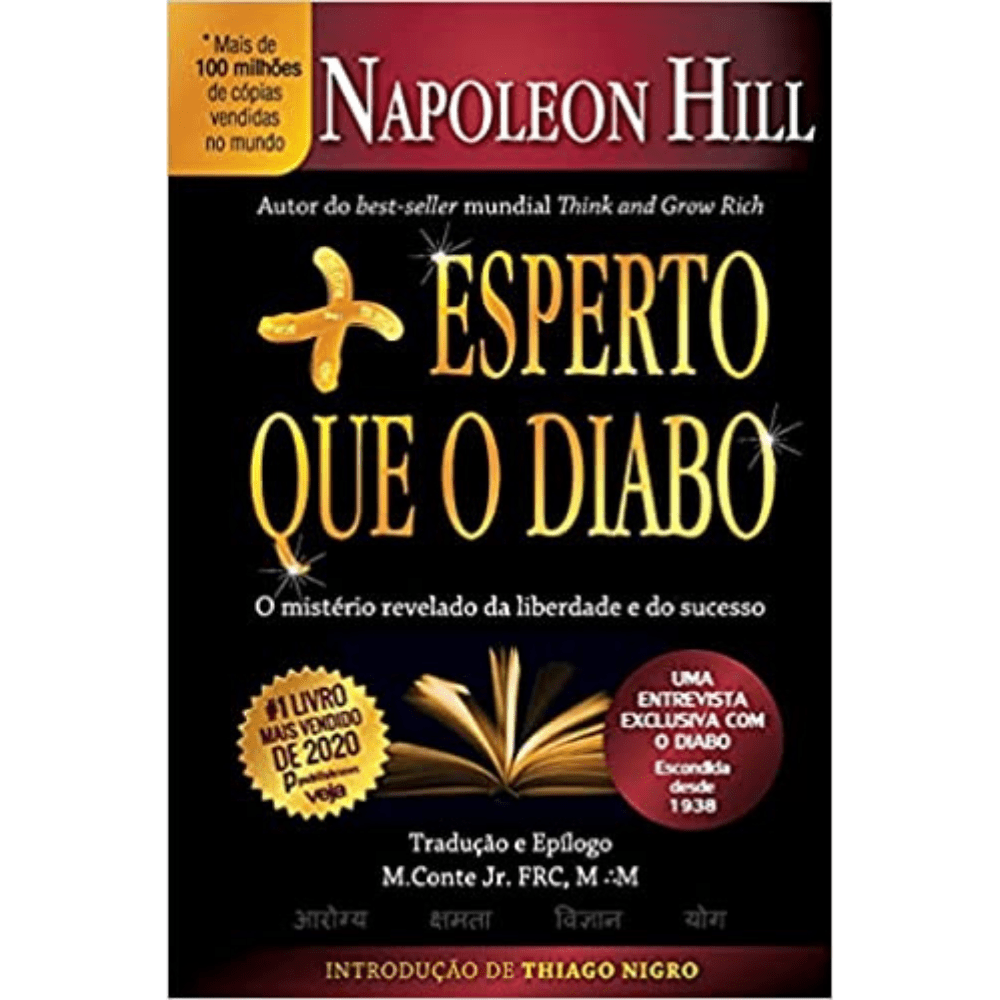 * Mais de
100 milhões
de cópias
vendidas
no mundo
NAPOLEON HILL
Autor do best-seller mundial Think and Grow Rich
+ ESPERTO
QUE O DIABO
O mistério revelado da liberdade e do sucesso
#1 LIVRO
MAIS VENDIDO
DE 2020
veja
UMA
ENTREVISTA
EXCLUSIVA COM
O DIABO
Escondida
desde
1938
Tradução e Epílogo
M.Conte Jr. FRC, M∴M
आरोग्य क्षमता विज्ञान योग
INTRODUÇÃO DE THIAGO NIGRO